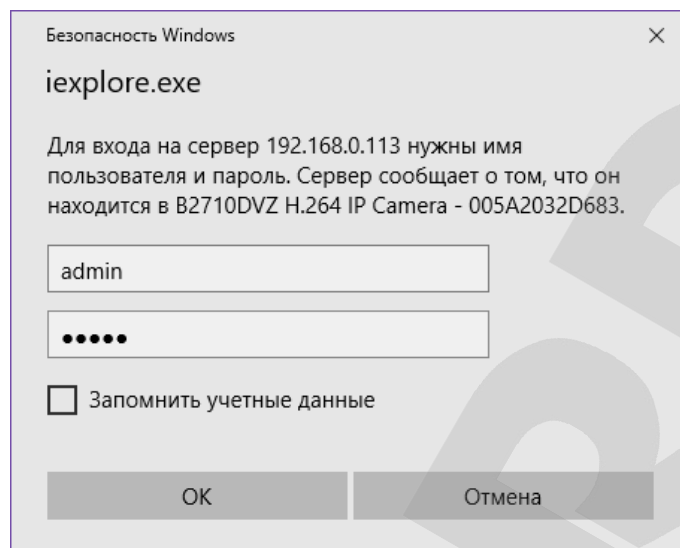 Безопасность Windows
iexplore.exe
Для входа на сервер 192.168.0.113 нужны имя
пользователя и пароль. Сервер сообщает о том, что он
находится в B2710DVZ H.264 IP Camera - 005A2032D683.
admin
•••••
Запомнить учетные данные
ОК Отмена